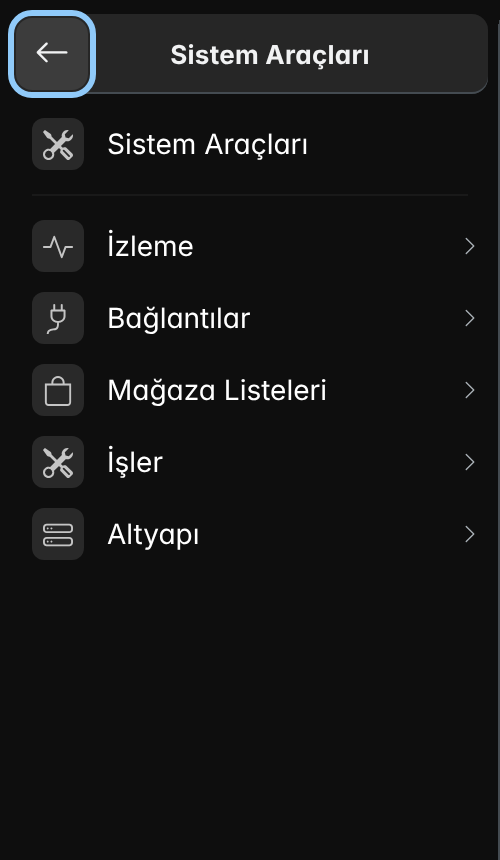 Sistem Araçları
Sistem Araçları
İzleme
Bağlantılar
Mağaza Listeleri
İşler
Altyapı